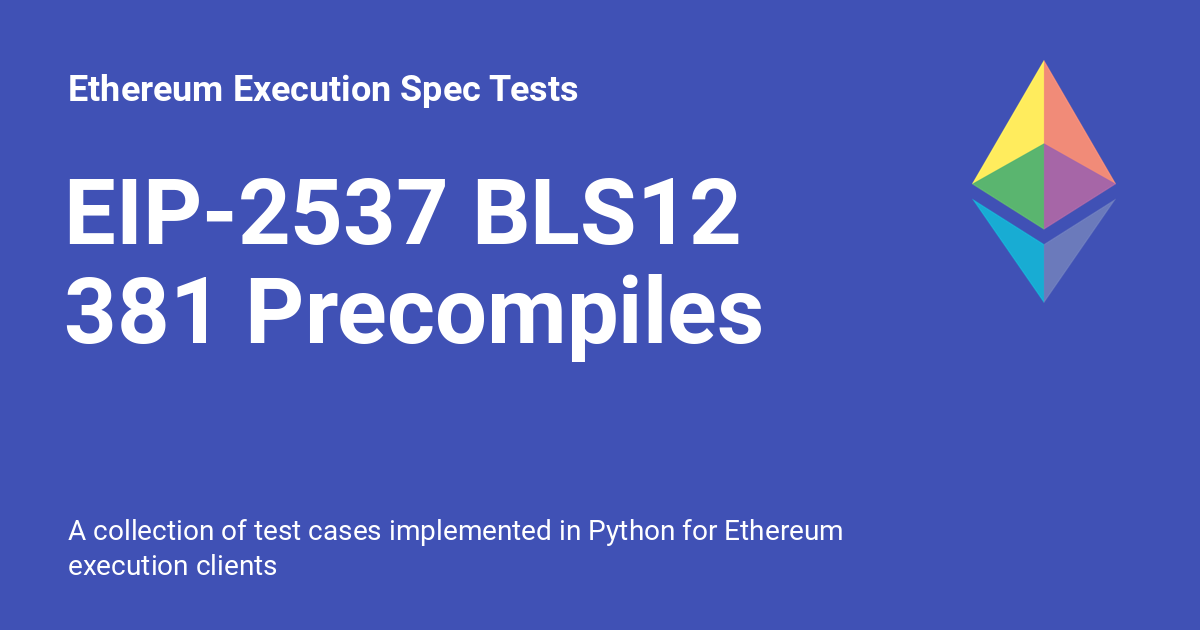 Ethereum Execution Spec Tests
EIP-2537 BLS12
381 Precompiles
A collection of test cases implemented in Python for Ethereum
execution clients